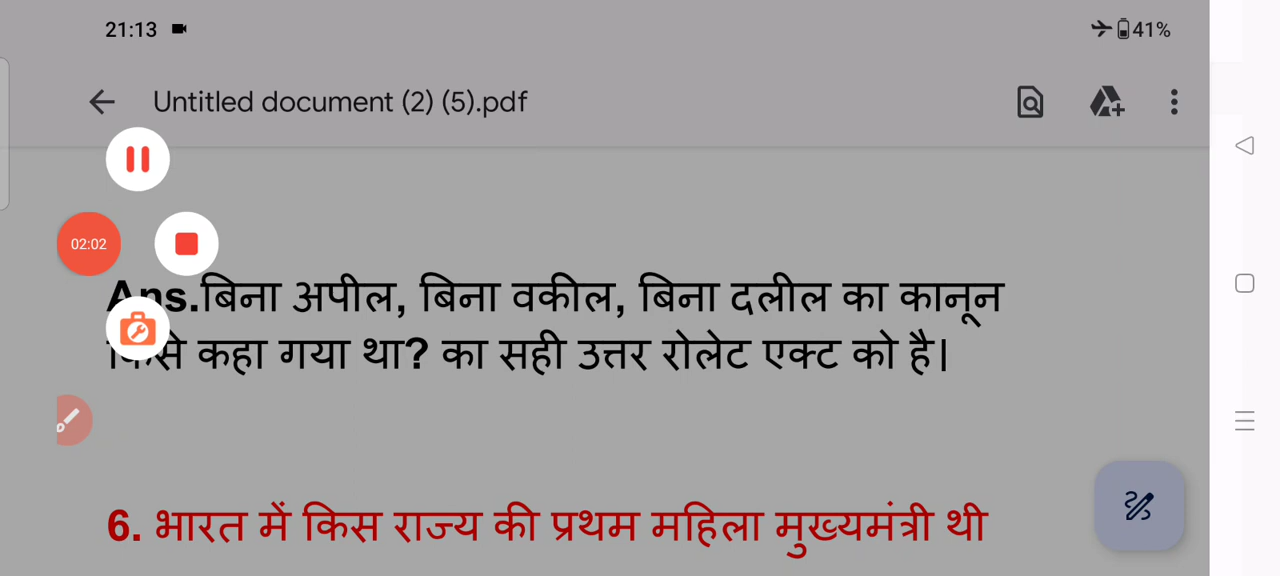 21:13
41%
Untitled document (2) (5).pdf
02:02
Ans.बिना अपील, बिना वकील, बिना दलील का कानून
किसे कहा गया था? का सही उत्तर रोलेट एक्ट को है।
6. भारत में किस राज्य की प्रथम महिला मुख्यमंत्री थी